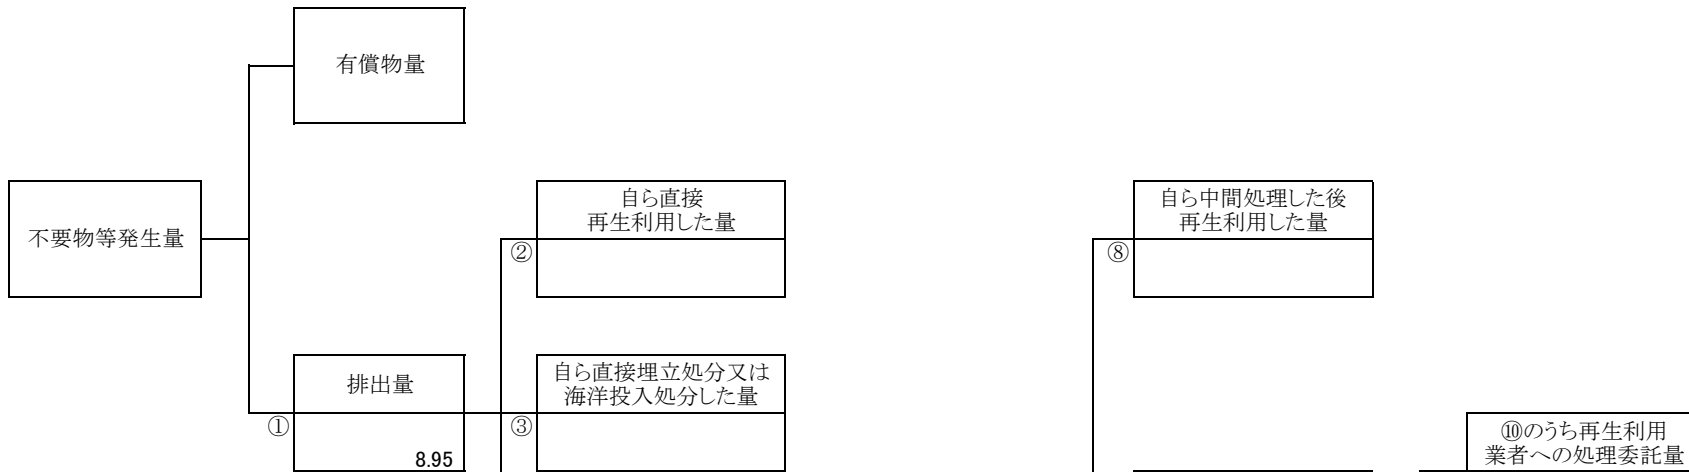 有償物量
不要物等発生量
自ら直接
再生利用した量
②
自ら中間処理した後
再生利用した量
⑧
排出量
①
8.95
自ら直接埋立処分又は
海洋投入処分した量
③
⑩のうち再生利用
業者への処理委託量